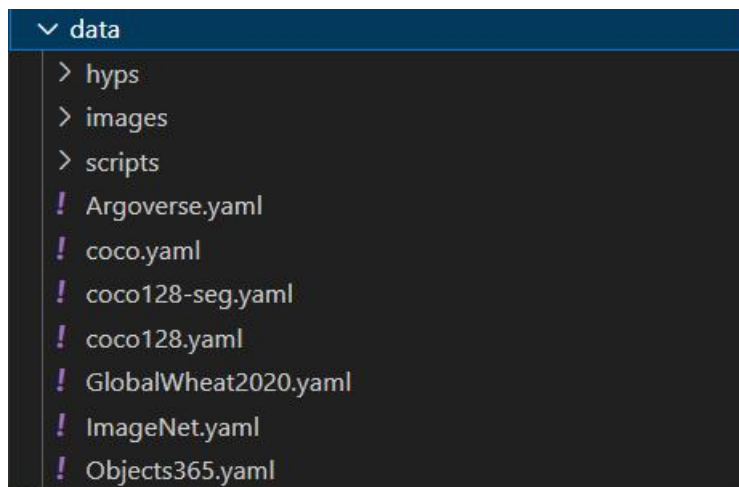 data
hyps
images
scripts
! Argoverse.yaml
! coco.yaml
! coco128-seg.yaml
! coco128.yaml
! GlobalWheat2020.yaml
! ImageNet.yaml
! Objects365.yaml